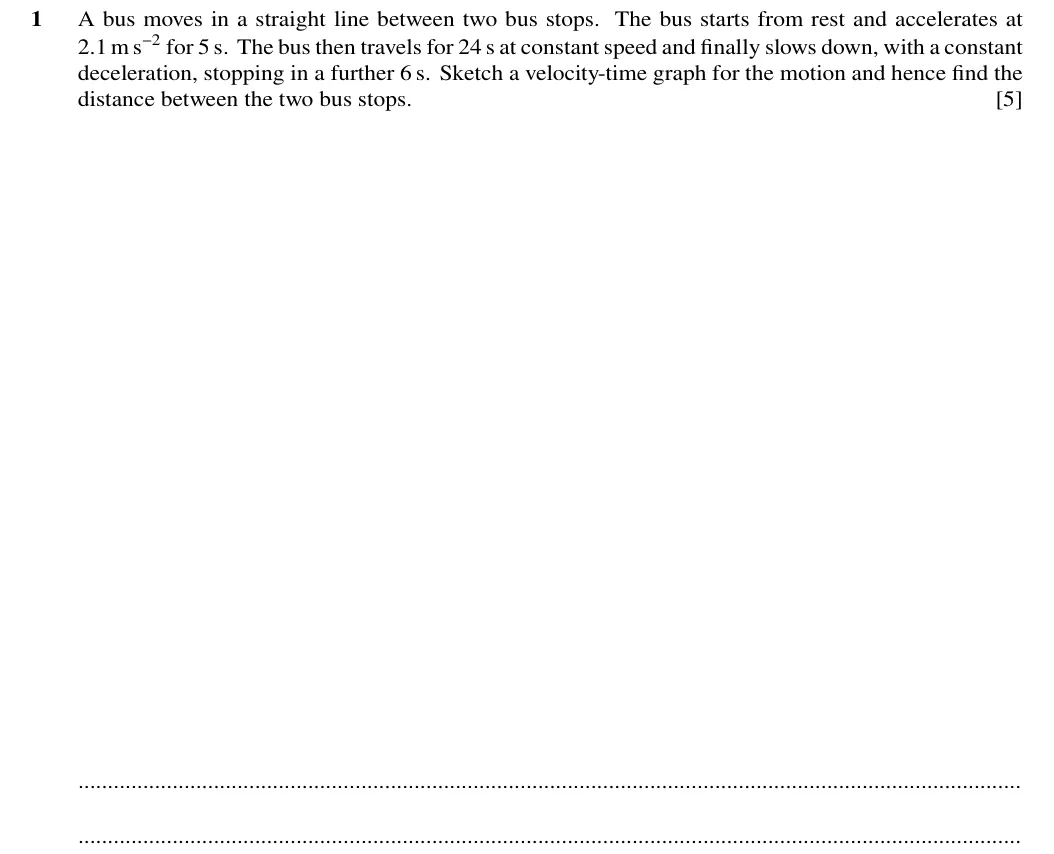 1 A bus moves in a straight line between two bus stops. The bus starts from rest and accelerates at
2.1 m s⁻² for 5 s. The bus then travels for 24 s at constant speed and finally slows down, with a constant
deceleration, stopping in a further 6 s. Sketch a velocity-time graph for the motion and hence find the
distance between the two bus stops. [5]